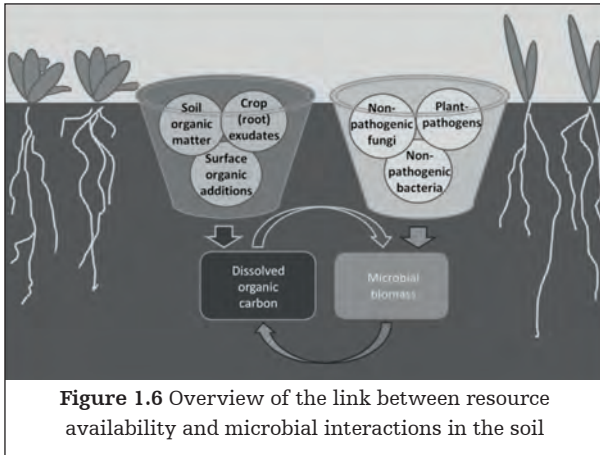 Soil
organic
matter
Crop
(root)
exudates
Surface
organic
additions
Non-
pathogenic
fungi
Plant-
pathogens
Non-
pathogenic
bacteria
Dissolved
organic
carbon
Microbial
biomass
Figure 1.6 Overview of the link between resource
availability and microbial interactions in the soil